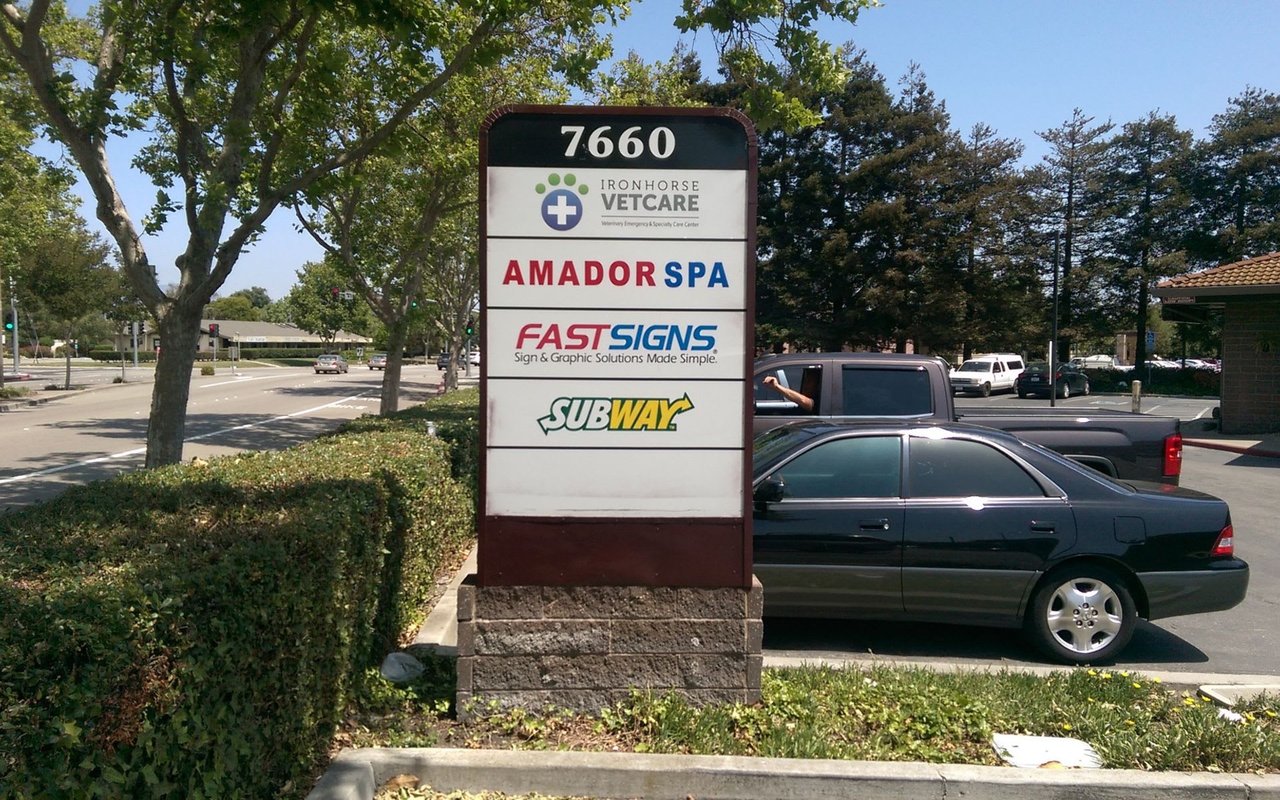 7660
IRONHORSE
VETCARE
Veterinary Emergency & Specialty Care Center
AMADOR SPA
FASTSIGNS
Sign & Graphic Solutions Made Simple.
SUBWAY